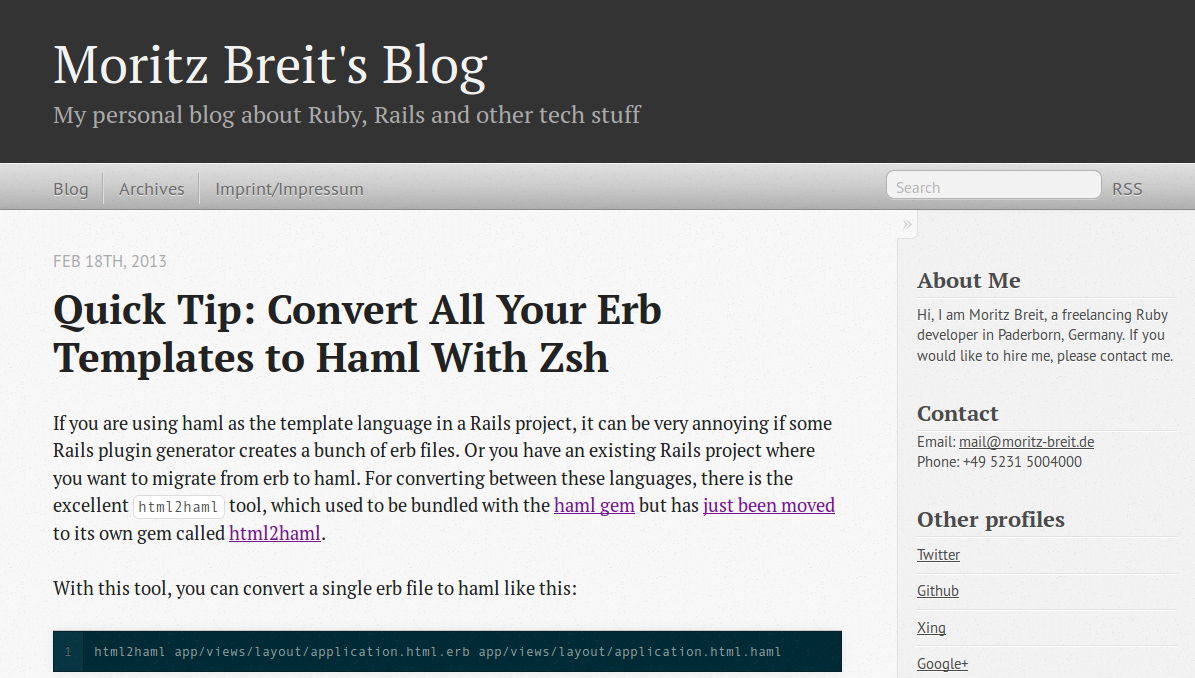 Moritz Breit's Blog
My personal blog about Ruby, Rails and other tech stuff
Blog
Archives
Imprint/Impressum
Search
RSS
»
FEB 18TH, 2013
Quick Tip: Convert All Your Erb
Templates to Haml With Zsh
If you are using haml as the template language in a Rails project, it can be very annoying if some
Rails plugin generator creates a bunch of erb files. Or you have an existing Rails project where
you want to migrate from erb to haml. For converting between these languages, there is the
excellent html2haml tool, which used to be bundled with the haml gem but has just been moved
to its own gem called html2haml.
With this tool, you can convert a single erb file to haml like this:
1 html2haml app/views/layout/application.html.erb app/views/layout/application.html.haml
About Me
Hi, I am Moritz Breit, a freelancing Ruby
developer in Paderborn, Germany. If you
would like to hire me, please contact me.
Contact
Email: mail@moritz-breit.de
Phone: +49 5231 5004000
Other profiles
Twitter
Github
Xing
Google+